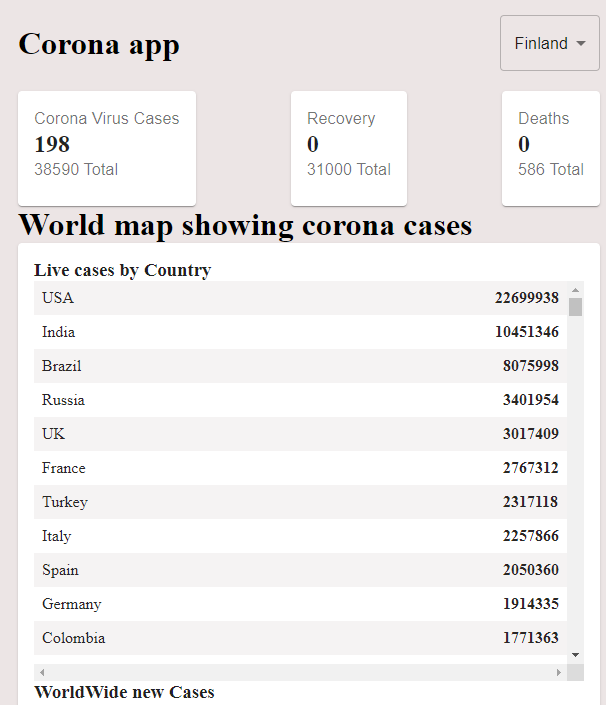 Corona app
Finland
Corona Virus Cases
198
38590 Total
Recovery
0
31000 Total
Deaths
0
586 Total
World map showing corona cases
Live cases by Country
USA 22699938
India 10451346
Brazil 8075998
Russia 3401954
UK 3017409
France 2767312
Turkey 2317118
Italy 2257866
Spain 2050360
Germany 1914335
Colombia 1771363
WorldWide new Cases